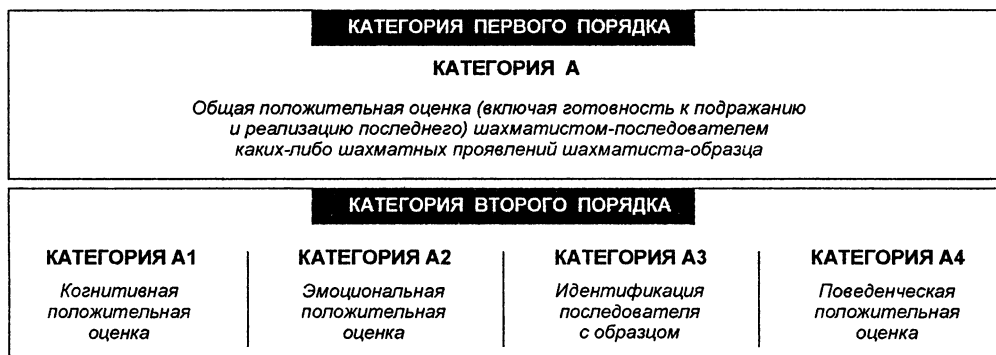 КАТЕГОРИЯ ПЕРВОГО ПОРЯДКА
КАТЕГОРИЯ А
Общая положительная оценка (включая готовность к подражанию
и реализацию последнего) шахматистом-последователем
каких-либо шахматных проявлений шахматиста-образца
КАТЕГОРИЯ ВТОРОГО ПОРЯДКА
КАТЕГОРИЯ А1
Когнитивная
положительная
оценка
КАТЕГОРИЯ А2
Эмоциональная
положительная
оценка
КАТЕГОРИЯ А3
Идентификация
последователя
с образцом
КАТЕГОРИЯ А4
Поведенческая
положительная
оценка